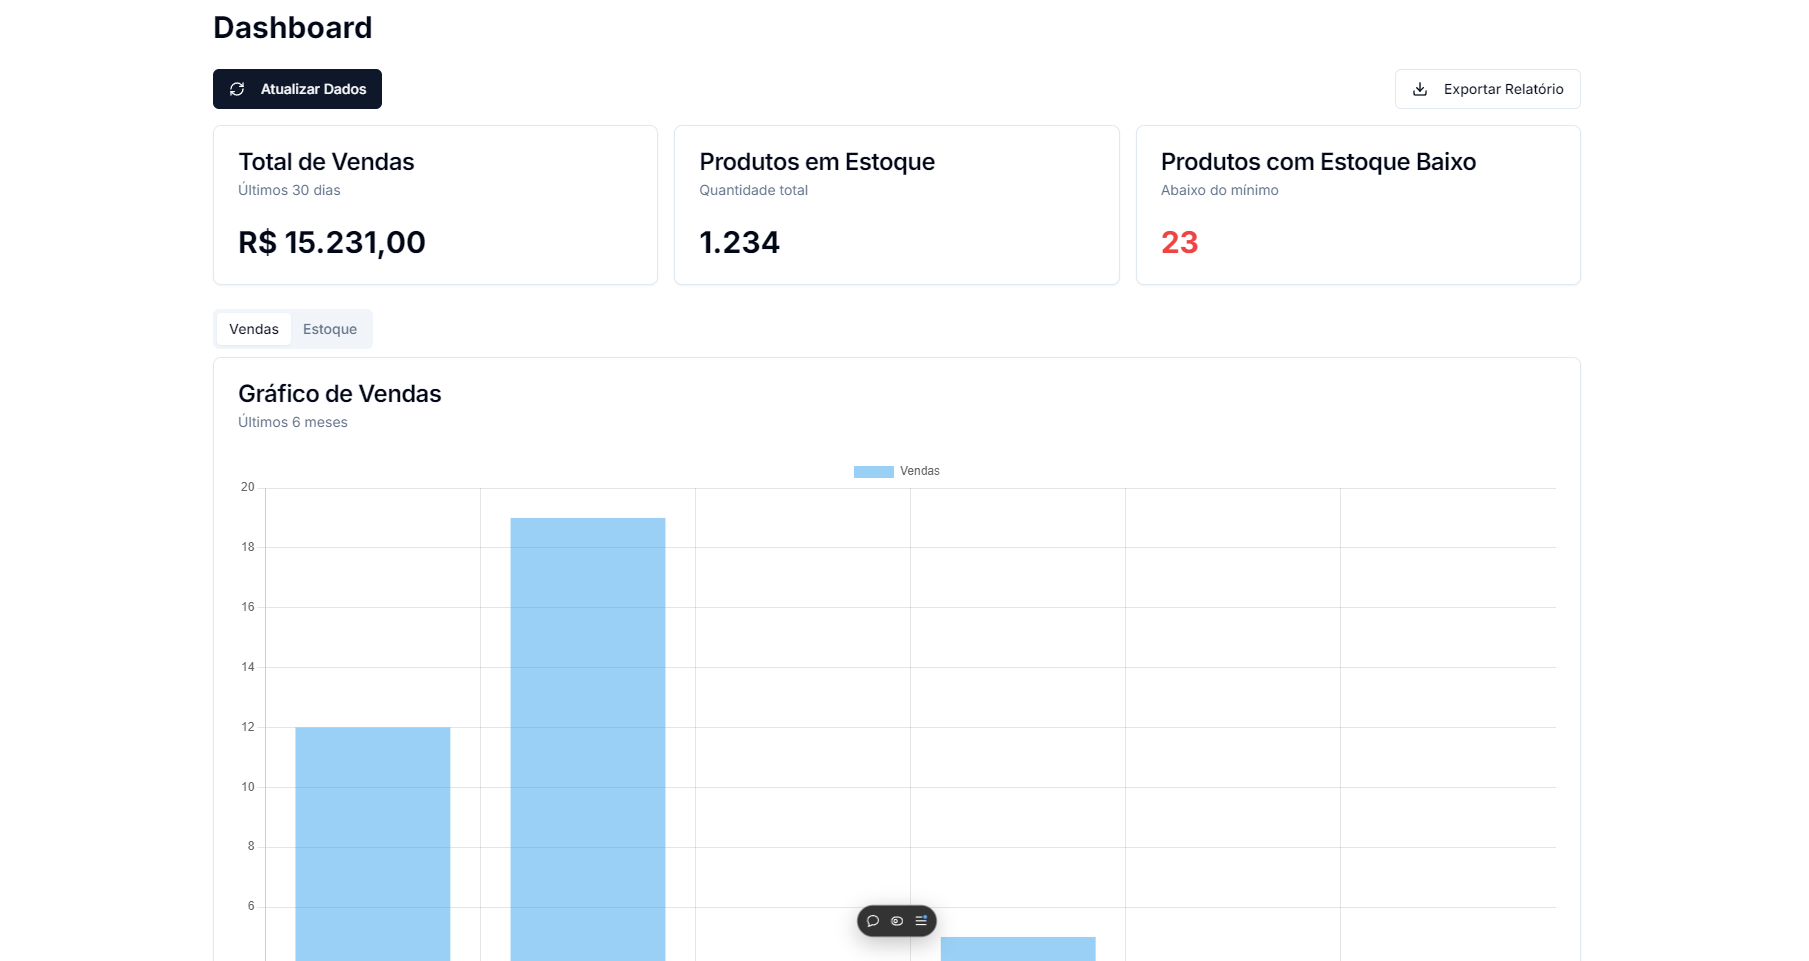 Dashboard
Atualizar Dados
Exportar Relatório
Total de Vendas
Últimos 30 dias
R$ 15.231,00
Produtos em Estoque
Quantidade total
1.234
Produtos com Estoque Baixo
Abaixo do mínimo
23
Vendas
Estoque
Gráfico de Vendas
Últimos 6 meses
Vendas
20
18
16
14
12
10
8
6